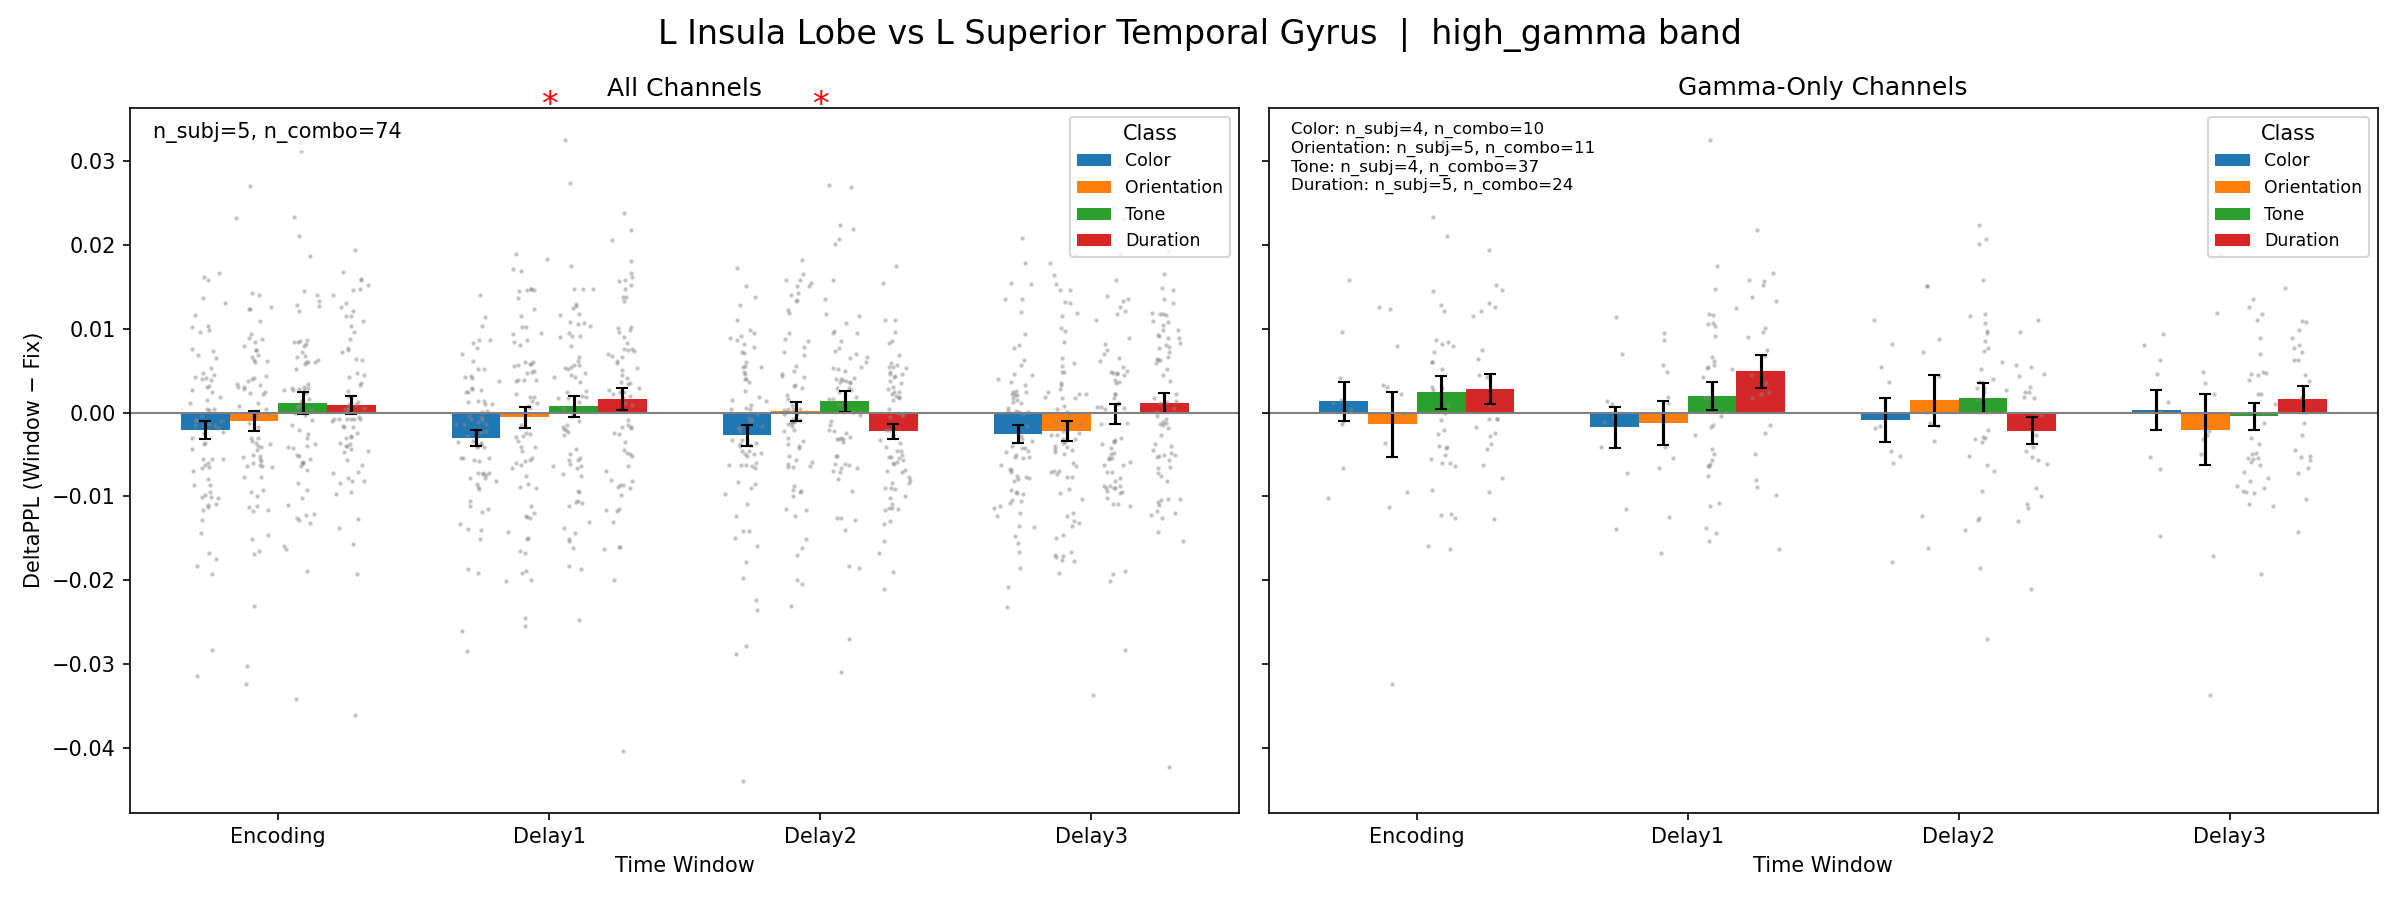 L Insula Lobe vs L Superior Temporal Gyrus | high_gamma band
All Channels
* *
n_subj=5, n_combo=74
Class
Color
Orientation
Tone
Duration
DeltaPPL (Window − Fix)
0.03
0.02
0.01
0.00
−0.01
−0.02
−0.03
−0.04
Encoding Delay1 Delay2 Delay3
Time Window
Gamma-Only Channels
Color: n_subj=4, n_combo=10
Orientation: n_subj=5, n_combo=11
Tone: n_subj=4, n_combo=37
Duration: n_subj=5, n_combo=24
Class
Color
Orientation
Tone
Duration
Encoding Delay1 Delay2 Delay3
Time Window